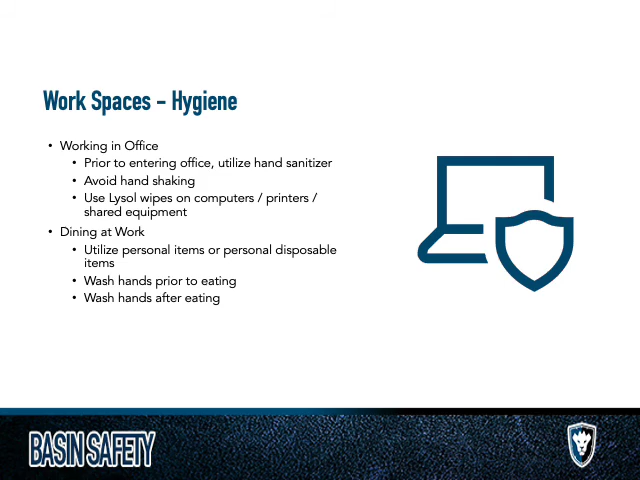 Work Spaces - Hygiene
• Working in Office
• Prior to entering office, utilize hand sanitizer
• Avoid hand shaking
• Use Lysol wipes on computers / printers /
shared equipment
• Dining at Work
• Utilize personal items or personal disposable
items
• Wash hands prior to eating
• Wash hands after eating
BASIN SAFETY